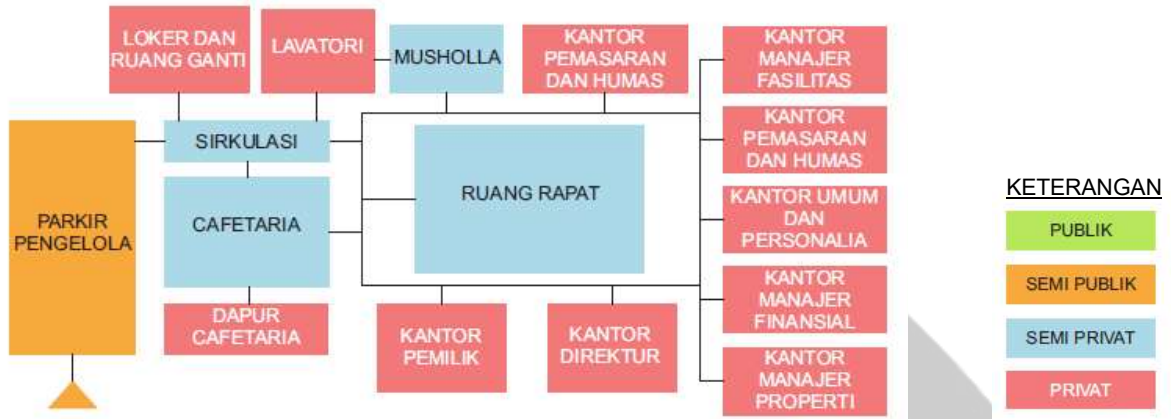 LOKER DAN
RUANG GANTI
LAVATORI
MUSHOLLA
KANTOR
PEMASARAN
DAN HUMAS
KANTOR
MANAJER
FASILITAS
SIRKULASI
KANTOR
PEMASARAN
DAN HUMAS
PARKIR
PENGELOLA
CAFETARIA
RUANG RAPAT
KANTOR UMUM
DAN
PERSONALIA
DAPUR
CAFETARIA
KANTOR
PEMILIK
KANTOR
DIREKTUR
KANTOR
MANAJER
FINANSIAL
KANTOR
MANAJER
PROPERTI
KETERANGAN
PUBLIK
SEMI PUBLIK
SEMI PRIVAT
PRIVAT